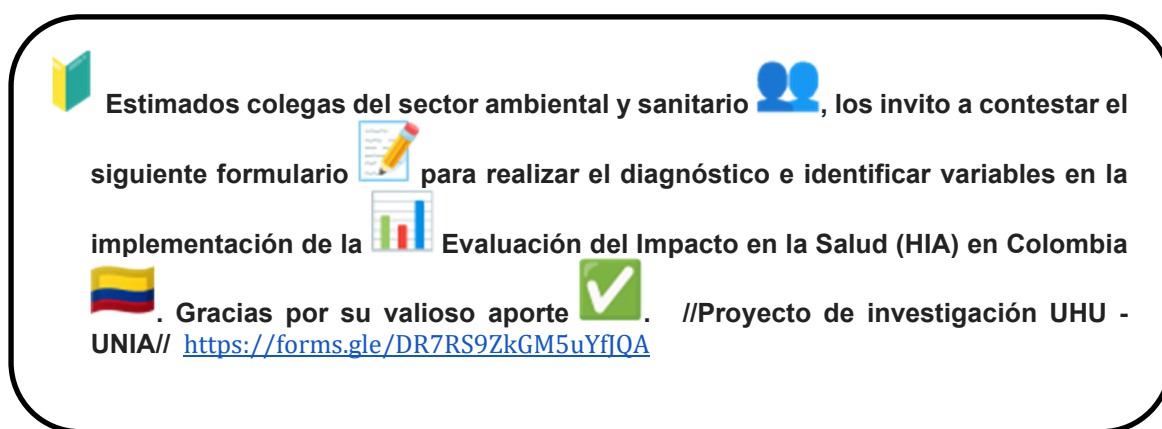 🔰 Estimados colegas del sector ambiental y sanitario 👥, los invito a contestar el
siguiente formulario 📝 para realizar el diagnóstico e identificar variables en la
implementación de la 📊 Evaluación del Impacto en la Salud (HIA) en Colombia
🇨🇴. Gracias por su valioso aporte ✅. //Proyecto de investigación UHU -
UNIA// https://forms.gle/DR7RS9ZkGM5uYfJQA